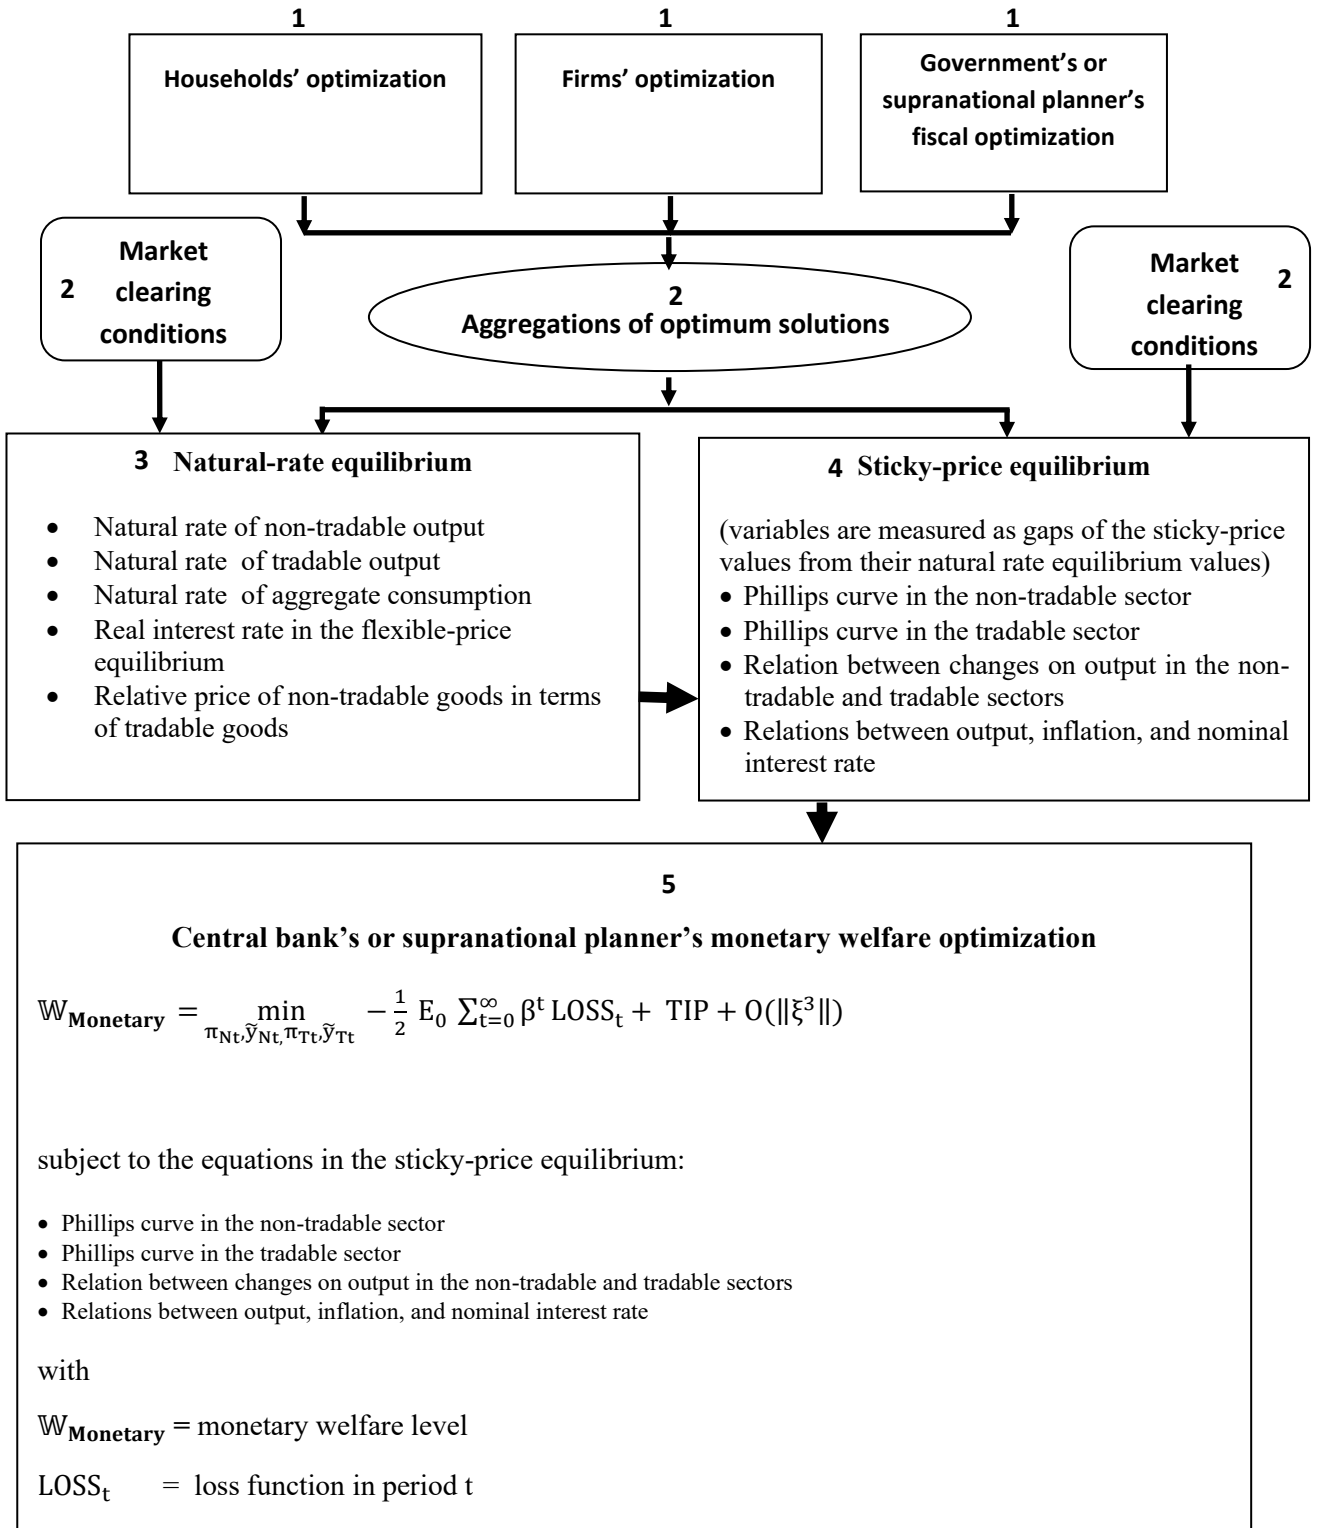 1
1
1
Households’ optimization
Firms’ optimization
Government’s or
supranational planner’s
fiscal optimization
2
Market
clearing
conditions
2
Aggregations of optimum solutions
2
Market
clearing
conditions
3 Natural-rate equilibrium
• Natural rate of non-tradable output
• Natural rate of tradable output
• Natural rate of aggregate consumption
• Real interest rate in the flexible-price
equilibrium
• Relative price of non-tradable goods in terms
of tradable goods
4 Sticky-price equilibrium
(variables are measured as gaps of the sticky-price
values from their natural rate equilibrium values)
• Phillips curve in the non-tradable sector
• Phillips curve in the tradable sector
• Relation between changes on output in the non-
tradable and tradable sectors
• Relations between output, inflation, and nominal
interest rate
5
Central bank’s or supranational planner’s monetary welfare optimization
𝕎_Monetary = min_{π_Nt, ỹ_Nt, π_Tt, ỹ_Tt} − 1/2 E₀ ∑_{t=0}^{∞} β^t LOSS_t + TIP + O(‖ξ³‖)
subject to the equations in the sticky-price equilibrium:
• Phillips curve in the non-tradable sector
• Phillips curve in the tradable sector
• Relation between changes on output in the non-tradable and tradable sectors
• Relations between output, inflation, and nominal interest rate
with
𝕎_Monetary = monetary welfare level
LOSS_t = loss function in period t